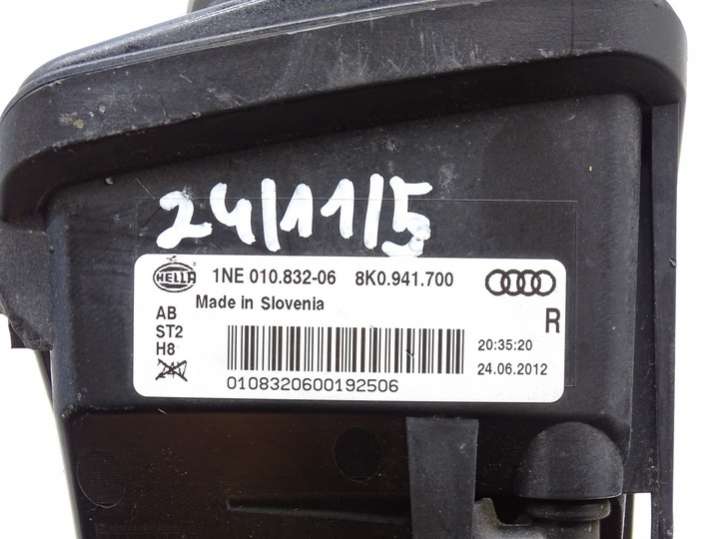 24/11/5
HELLA 1NE 010.832-06 8K0.941.700
Made in Slovenia
AB
ST2
H8
R
20:35:20
24.06.2012
0108320600192506